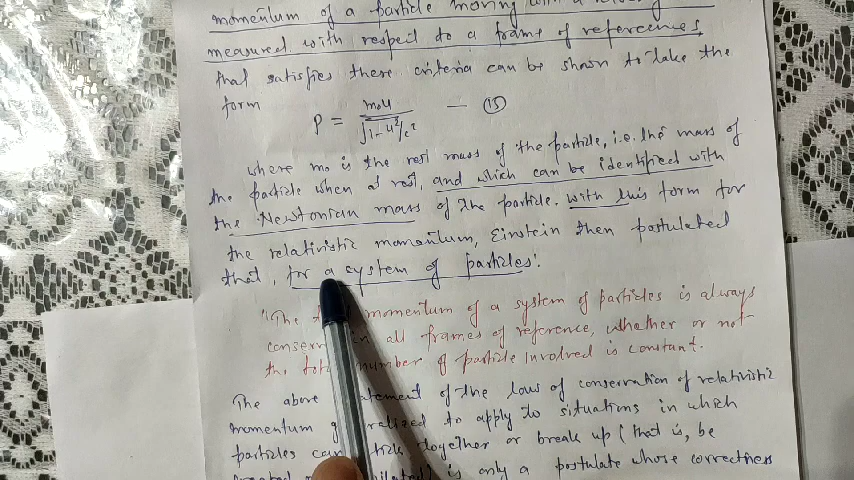 momentum of a particle moving with a
measured with respect to a frame of references,
that satisfies these criteria can be shown to take the
form
P = m₀u / √1-u²/c² — (15)
where m₀ is the rest mass of the particle, i.e. the mass of
the particle when at rest, and which can be identified with
the Newtonian mass of the particle. with this form for
the relativistic momentum, Einstein then postulated
that, for a system of particles:
"The momentum of a system of particles is always
in all frames of reference, whether or not
the number of particle involved is constant.
The above of the laws of conservation of relativistic
momentum to apply to situations in which
particles together or break up (that is, be
is only a postulate whose correctness